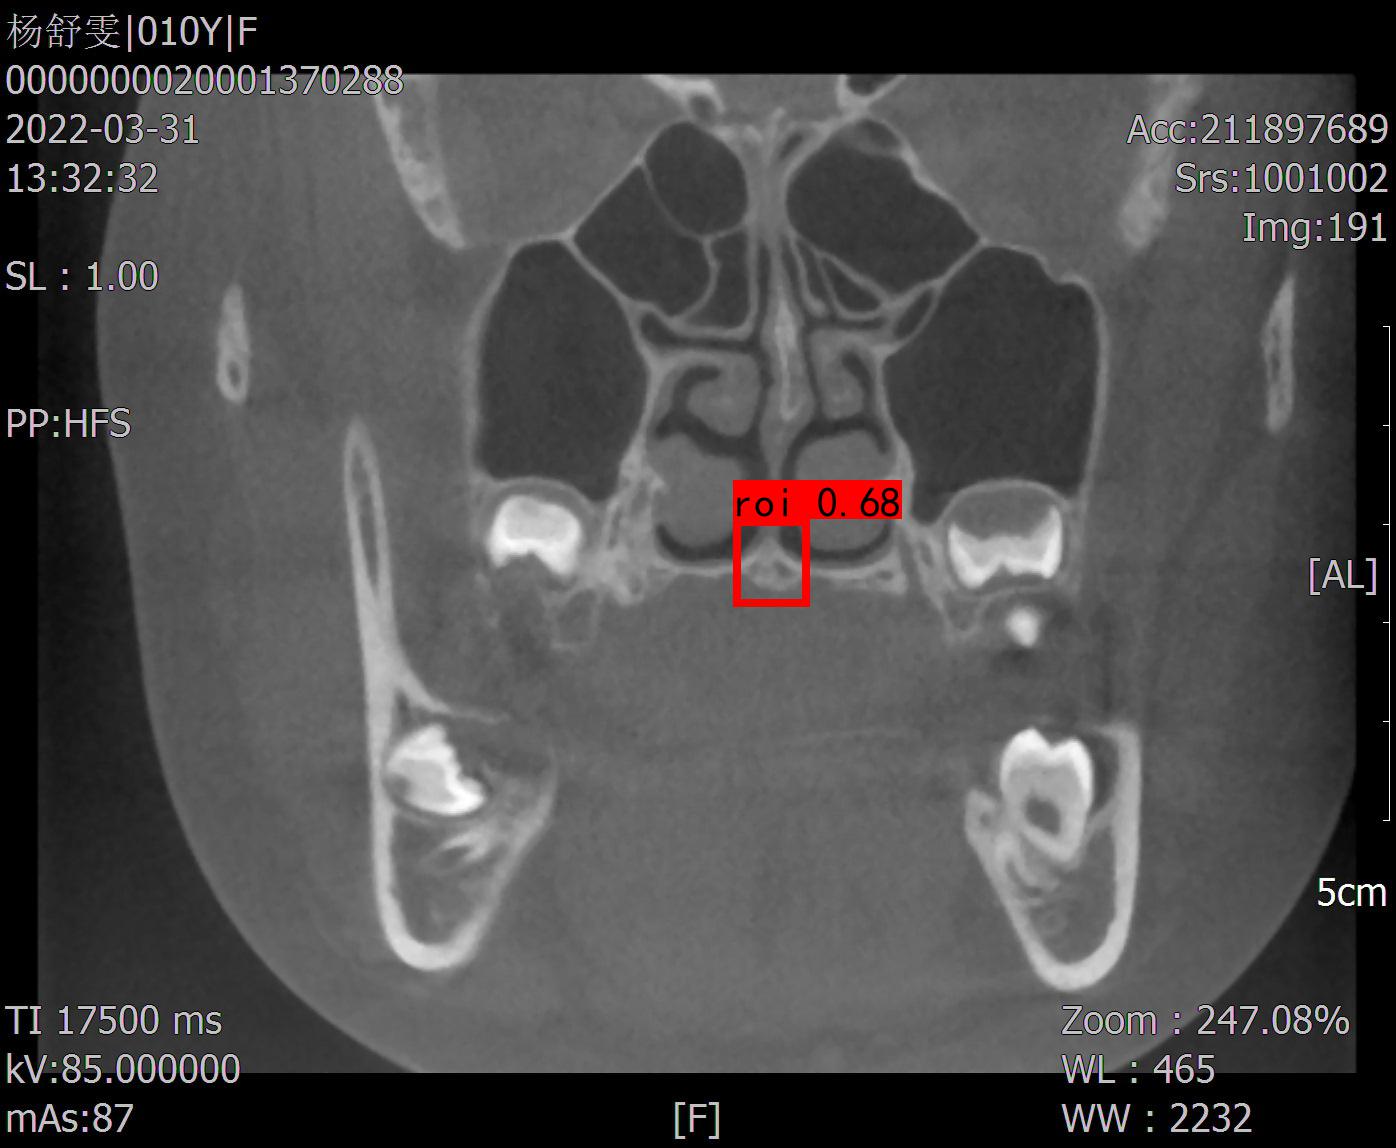 杨舒雯|010Y|F
0000000020001370288
2022-03-31
13:32:32
SL : 1.00
PP:HFS
Acc:211897689
Srs:1001002
Img:191
roi 0.68
[AL]
5cm
TI 17500 ms
kV:85.000000
mAs:87
[F]
Zoom : 247.08%
WL : 465
WW : 2232